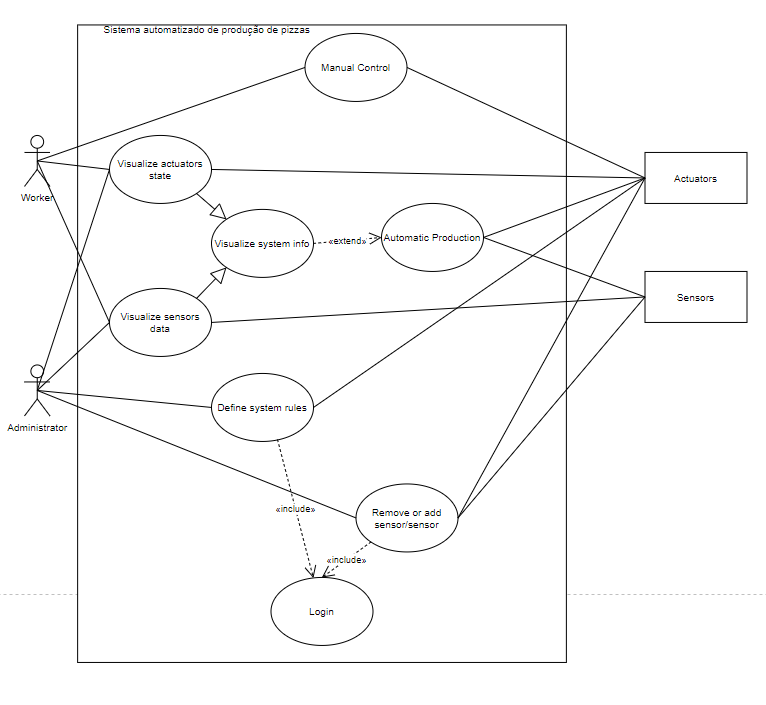 Sistema automatizado de produção de pizzas
Manual Control
Visualize actuators
state
Worker
Actuators
Visualize system info
«extend»
Automatic Production
Visualize sensors
data
Sensors
Administrator
Define system rules
«include»
Remove or add
sensor/sensor
«include»
Login